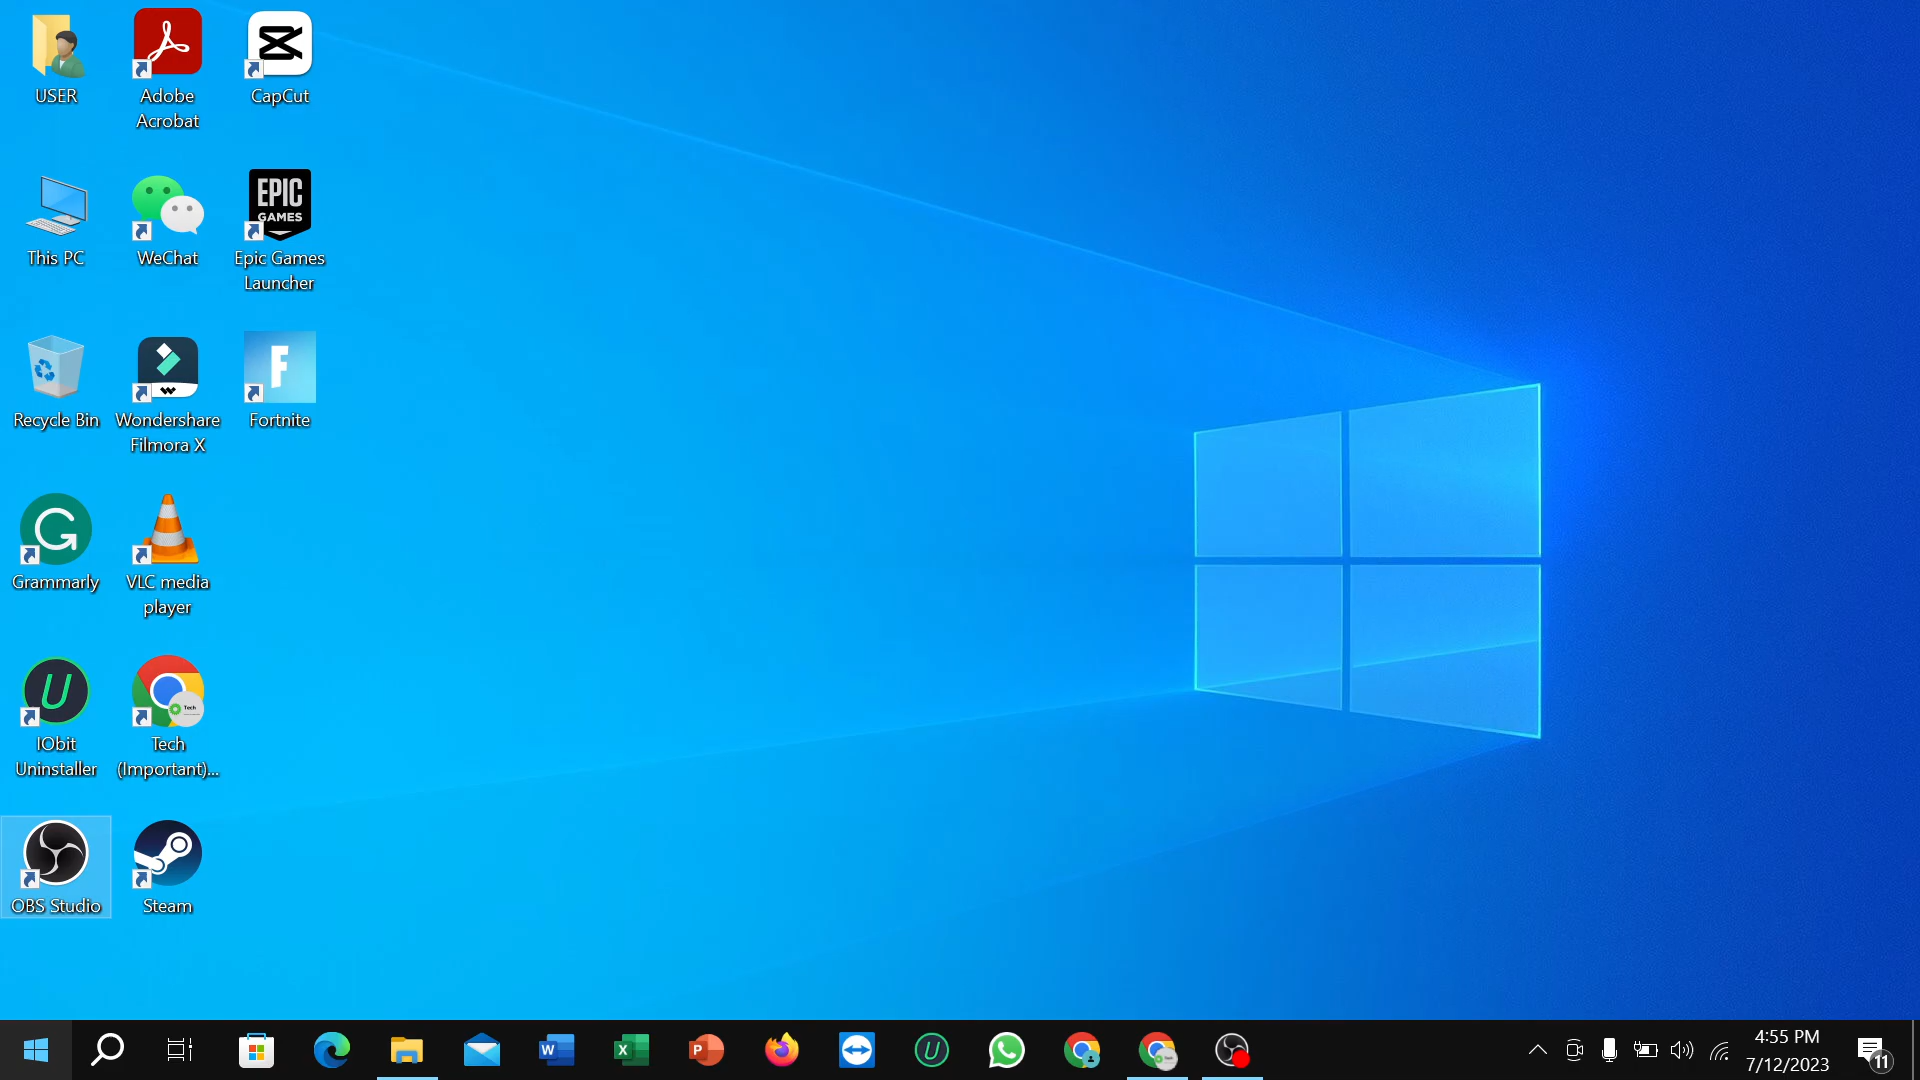 USER
Adobe
Acrobat
CapCut
This PC
WeChat
EPIC
GAMES
Epic Games
Launcher
Recycle Bin
Wondershare
Filmora X
F
Fortnite
G
Grammarly
VLC media
player
U
IObit
Uninstaller
Tech
Tech
(Important)...
OBS Studio
Steam
W
X
P
U
4:55 PM
7/12/2023
11